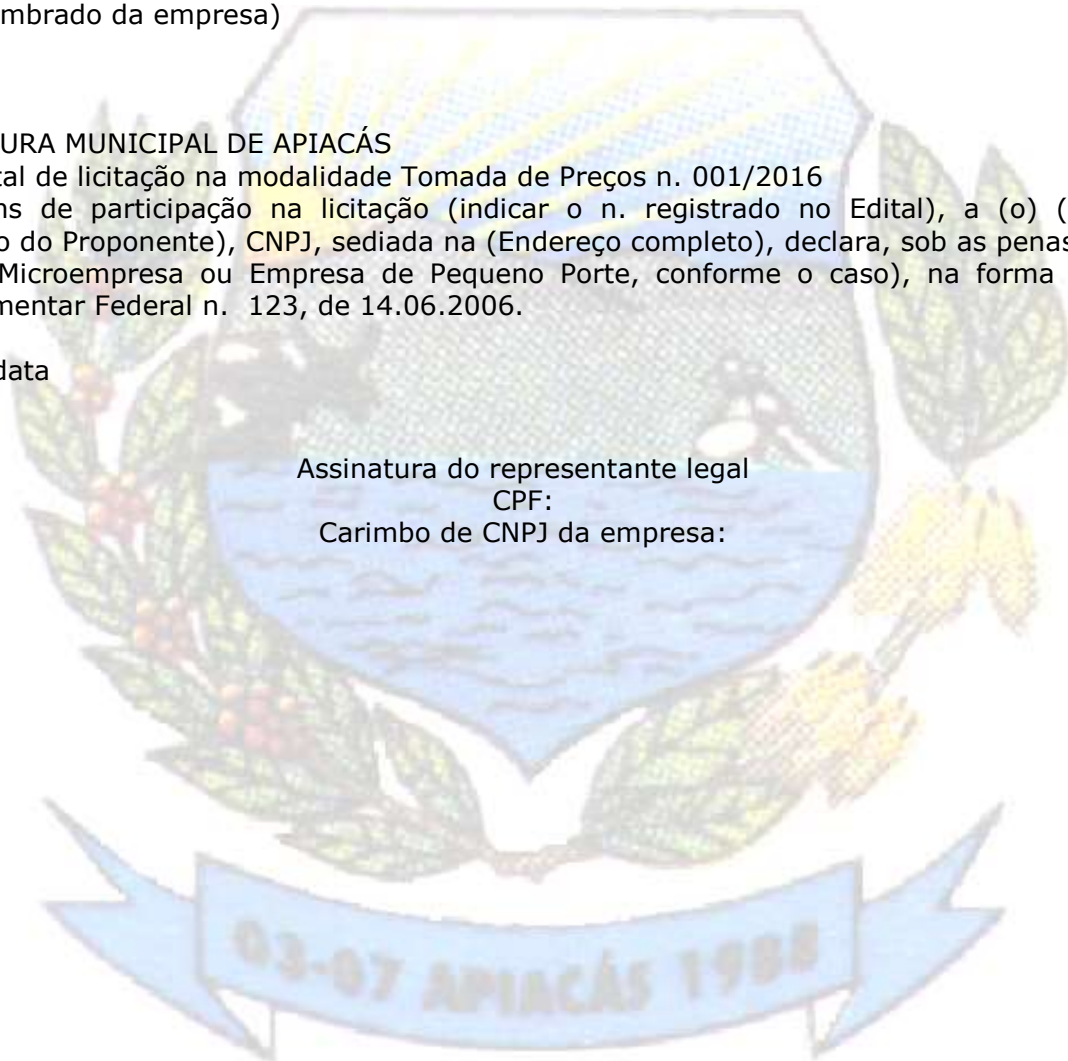 mbrado da empresa)
URA MUNICIPAL DE APIACÁS
tal de licitação na modalidade Tomada de Preços n. 001/2016
ns de participação na licitação (indicar o n. registrado no Edital), a (o) (
o do Proponente), CNPJ, sediada na (Endereço completo), declara, sob as penas
Microempresa ou Empresa de Pequeno Porte, conforme o caso), na forma
mentar Federal n. 123, de 14.06.2006.
data
Assinatura do representante legal
CPF:
Carimbo de CNPJ da empresa:
03-07 APIACÁS 1988